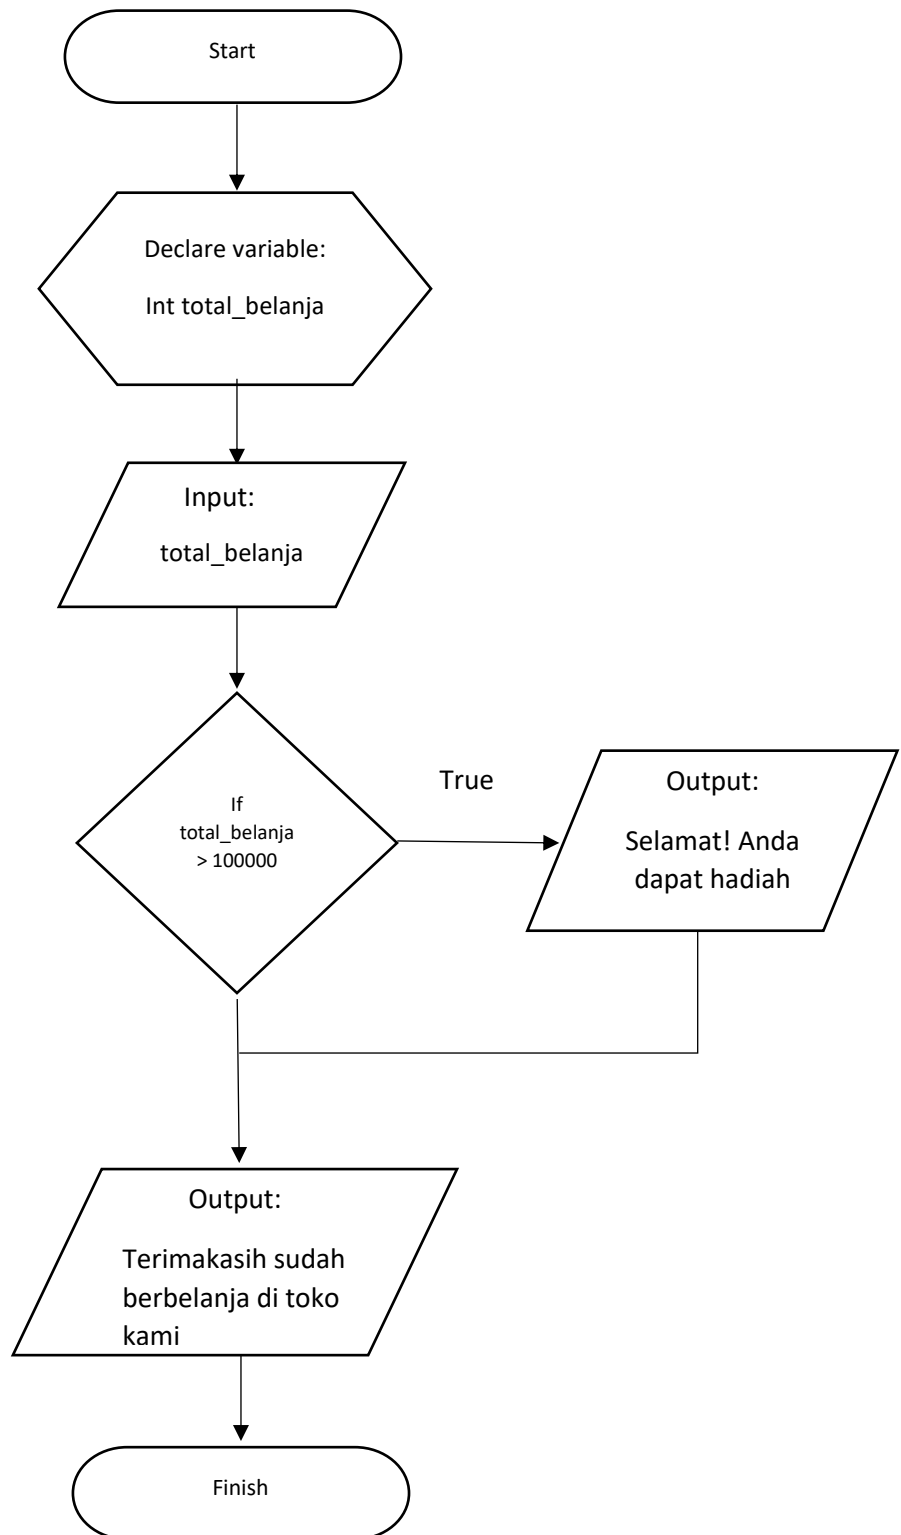 Start
Declare variable:
Int total_belanja
Input:
total_belanja
If
total_belanja
> 100000
True
Output:
Selamat! Anda
dapat hadiah
Output:
Terimakasih sudah
berbelanja di toko
kami
Finish